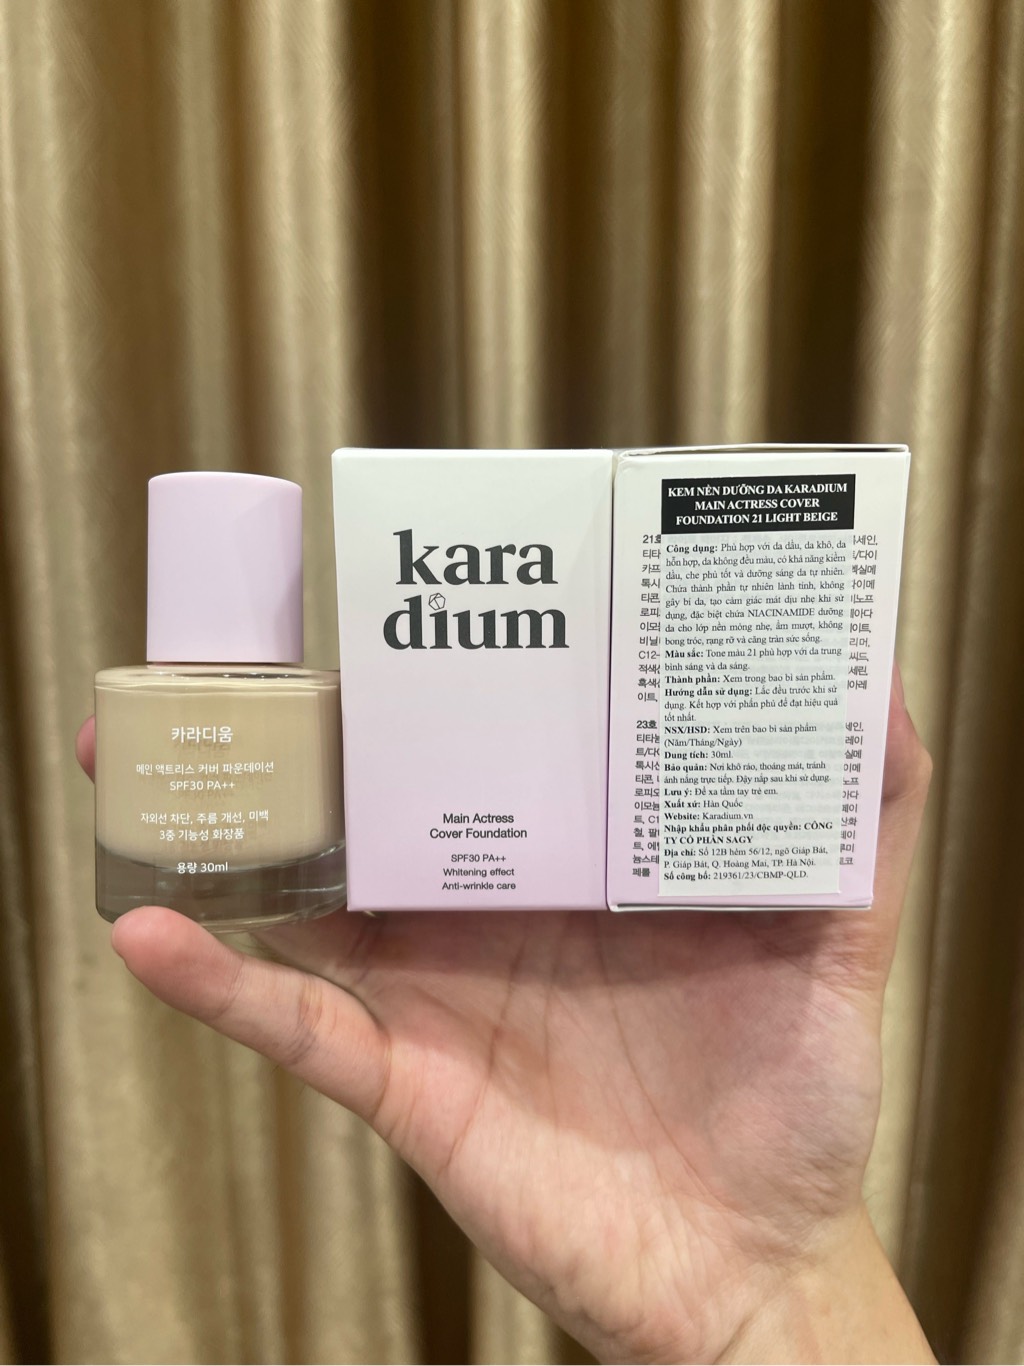 카라디움
메인 액트리스 커버 파운데이션
SPF30 PA++
자외선 차단, 주름 개선, 미백
3중 기능성 화장품
용량 30ml
kara
dium
Main Actress
Cover Foundation
SPF30 PA++
Whitening effect
Anti-wrinkle care
KEM NỀN DƯỠNG DA KARADIUM
MAIN ACTRESS COVER
FOUNDATION 21 LIGHT BEIGE
Công dụng: Phù hợp với da dầu, da khô, da
hỗn hợp, da không đều màu, có khả năng kiềm
dầu, che phủ tốt và dưỡng sáng da tự nhiên.
Chứa thành phần tự nhiên lành tính, không
gây bí da, tạo cảm giác mát dịu nhẹ khi sử
dụng, đặc biệt chứa NIACINAMIDE dưỡng
da cho lớp nền mỏng nhẹ, ẩm mượt, không
bong tróc, rạng rỡ và căng tràn sức sống.
Màu sắc: Tone màu 21 phù hợp với da trung
bình sáng và da sáng.
Thành phần: Xem trong bao bì sản phẩm.
Hướng dẫn sử dụng: Lắc đều trước khi sử
dụng. Kết hợp với phấn phủ để đạt hiệu quả
tốt nhất.
NSX/HSD: Xem trên bao bì sản phẩm
(Năm/Tháng/Ngày)
Dung tích: 30ml.
Bảo quản: Nơi khô ráo, thoáng mát, tránh
ánh nắng trực tiếp. Đậy nắp sau khi sử dụng.
Lưu ý: Để xa tầm tay trẻ em.
Xuất xứ: Hàn Quốc
Website: Karadium.vn
Nhập khẩu phân phối độc quyền: CÔNG
TY CỔ PHẦN SAGY
Địa chỉ: Số 12B hẻm 56/12, ngõ Giáp Bát,
P. Giáp Bát, Q. Hoàng Mai, TP. Hà Nội.
Số công bố: 219361/23/CBMP-QLD.
21호
23호
C12-